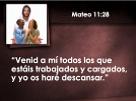 Mateo 11:28
"Venid a mí todos los que
estáis trabajados y cargados,
y yo os haré descansar."